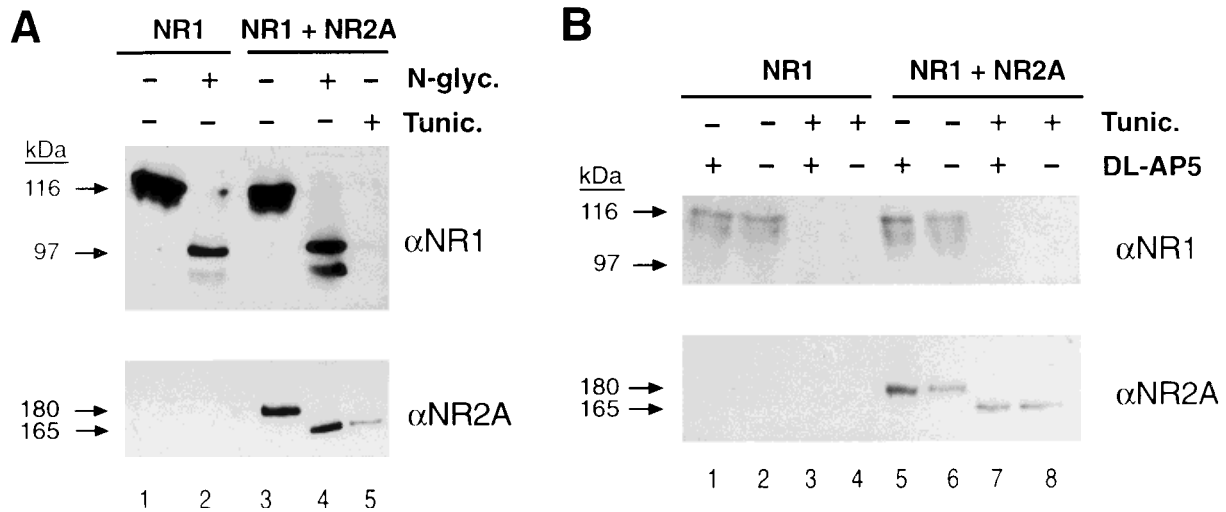 A
NR1 NR1 + NR2A
- + - + - N-glyc.
- - - - + Tunic.
kDa
116
97
αNR1
180
165
αNR2A
1 2 3 4 5
B
NR1 NR1 + NR2A
- - + + - - + + Tunic.
+ - + - + - + - DL-AP5
kDa
116
97
αNR1
180
165
αNR2A
1 2 3 4 5 6 7 8